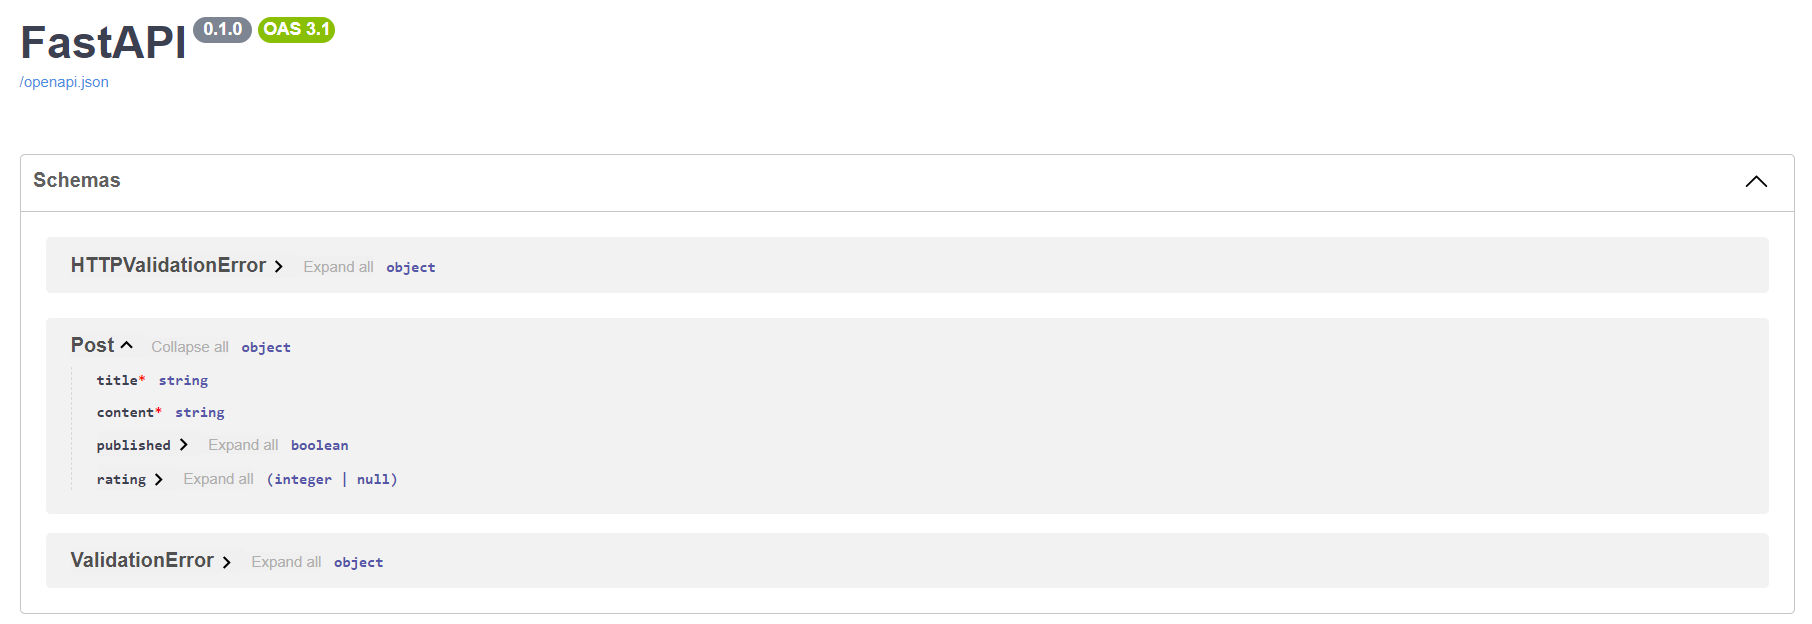 FastAPI 0.1.0 OAS 3.1
/openapi.json
Schemas
HTTPValidationError Expand all object
Post Collapse all object
title* string
content* string
published Expand all boolean
rating Expand all (integer | null)
ValidationError Expand all object